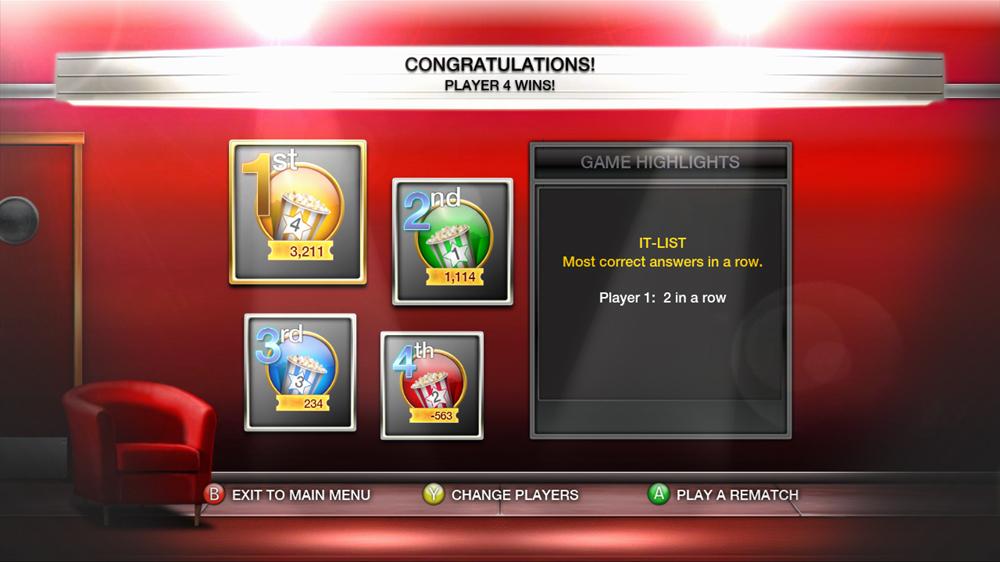 CONGRATULATIONS!
PLAYER 4 WINS!
1st
4
3,211
2nd
1
1,114
3rd
3
234
4th
2
-563
GAME HIGHLIGHTS
IT-LIST
Most correct answers in a row.
Player 1: 2 in a row
B EXIT TO MAIN MENU
Y CHANGE PLAYERS
A PLAY A REMATCH